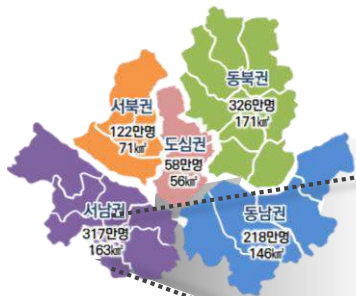 동북권
326만명
171㎢
서북권
122만명
71㎢
도심권
58만명
56㎢
서남권
317만명
163㎢
동남권
218만명
146㎢